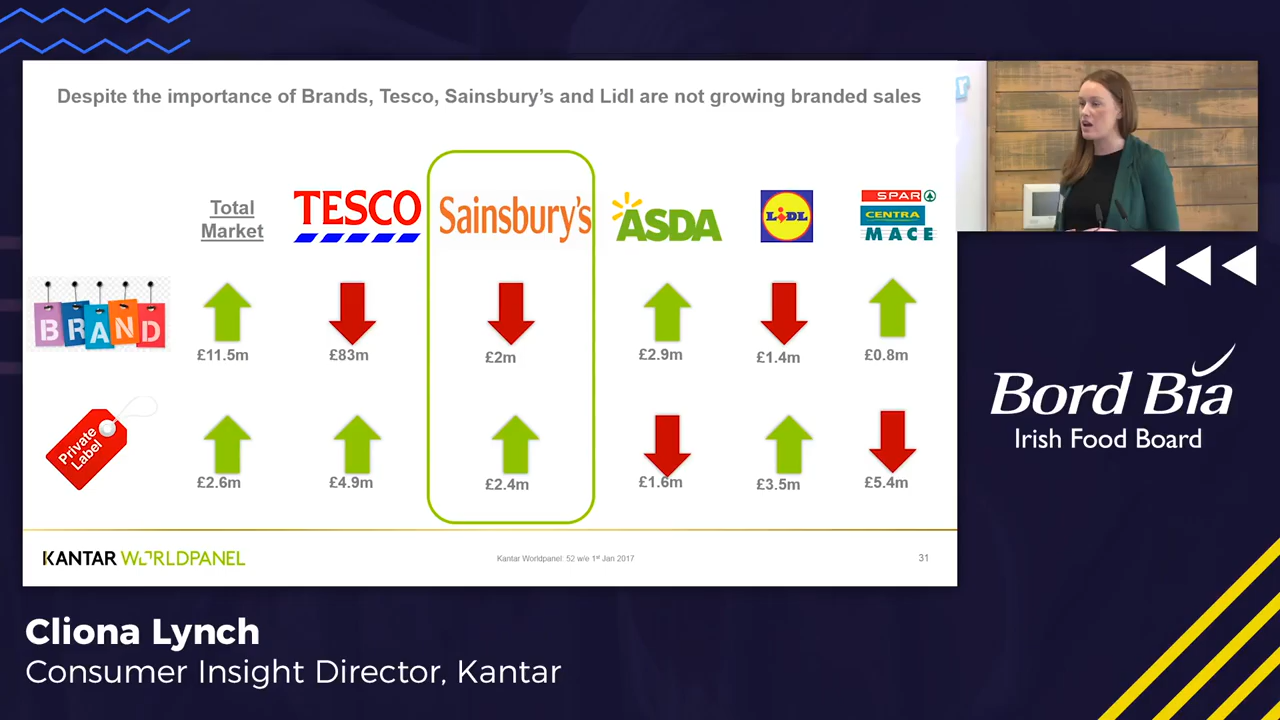 Despite the importance of Brands, Tesco, Sainsbury's and Lidl are not growing branded sales
Total
Market
TESCO
Sainsbury's
ASDA
LIDL
SPAR
CENTRA
MACE
BRAND
£11.5m
£83m
£2m
£2.9m
£1.4m
£0.8m
Private
Label
£2.6m
£4.9m
£2.4m
£1.6m
£3.5m
£5.4m
KANTAR WORLDPANEL
Kantar Worldpanel: 52 w/e 1st Jan 2017
31
Bord Bia
Irish Food Board
Cliona Lynch
Consumer Insight Director, Kantar